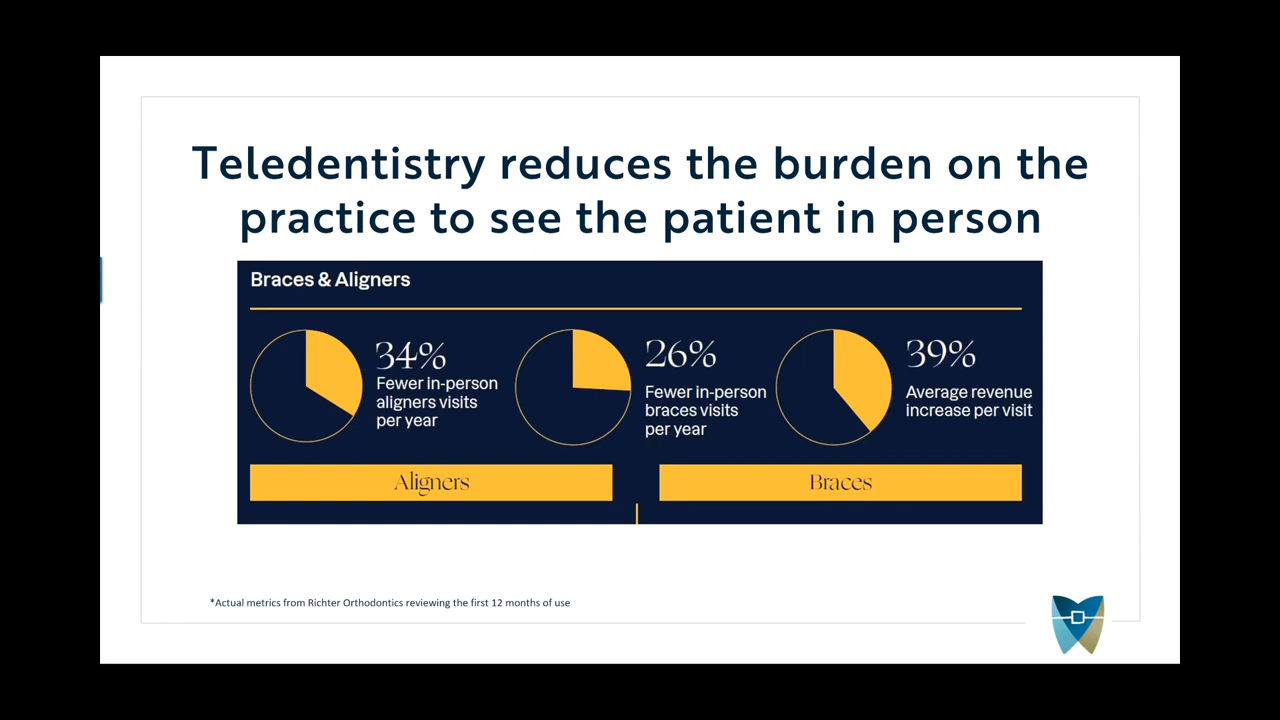 Teledentistry reduces the burden on the
practice to see the patient in person
Braces & Aligners
34%
Fewer in-person
aligners visits
per year
26%
Fewer in-person
braces visits
per year
39%
Average revenue
increase per visit
Aligners
Braces
*Actual metrics from Richter Orthodontics reviewing the first 12 months of use